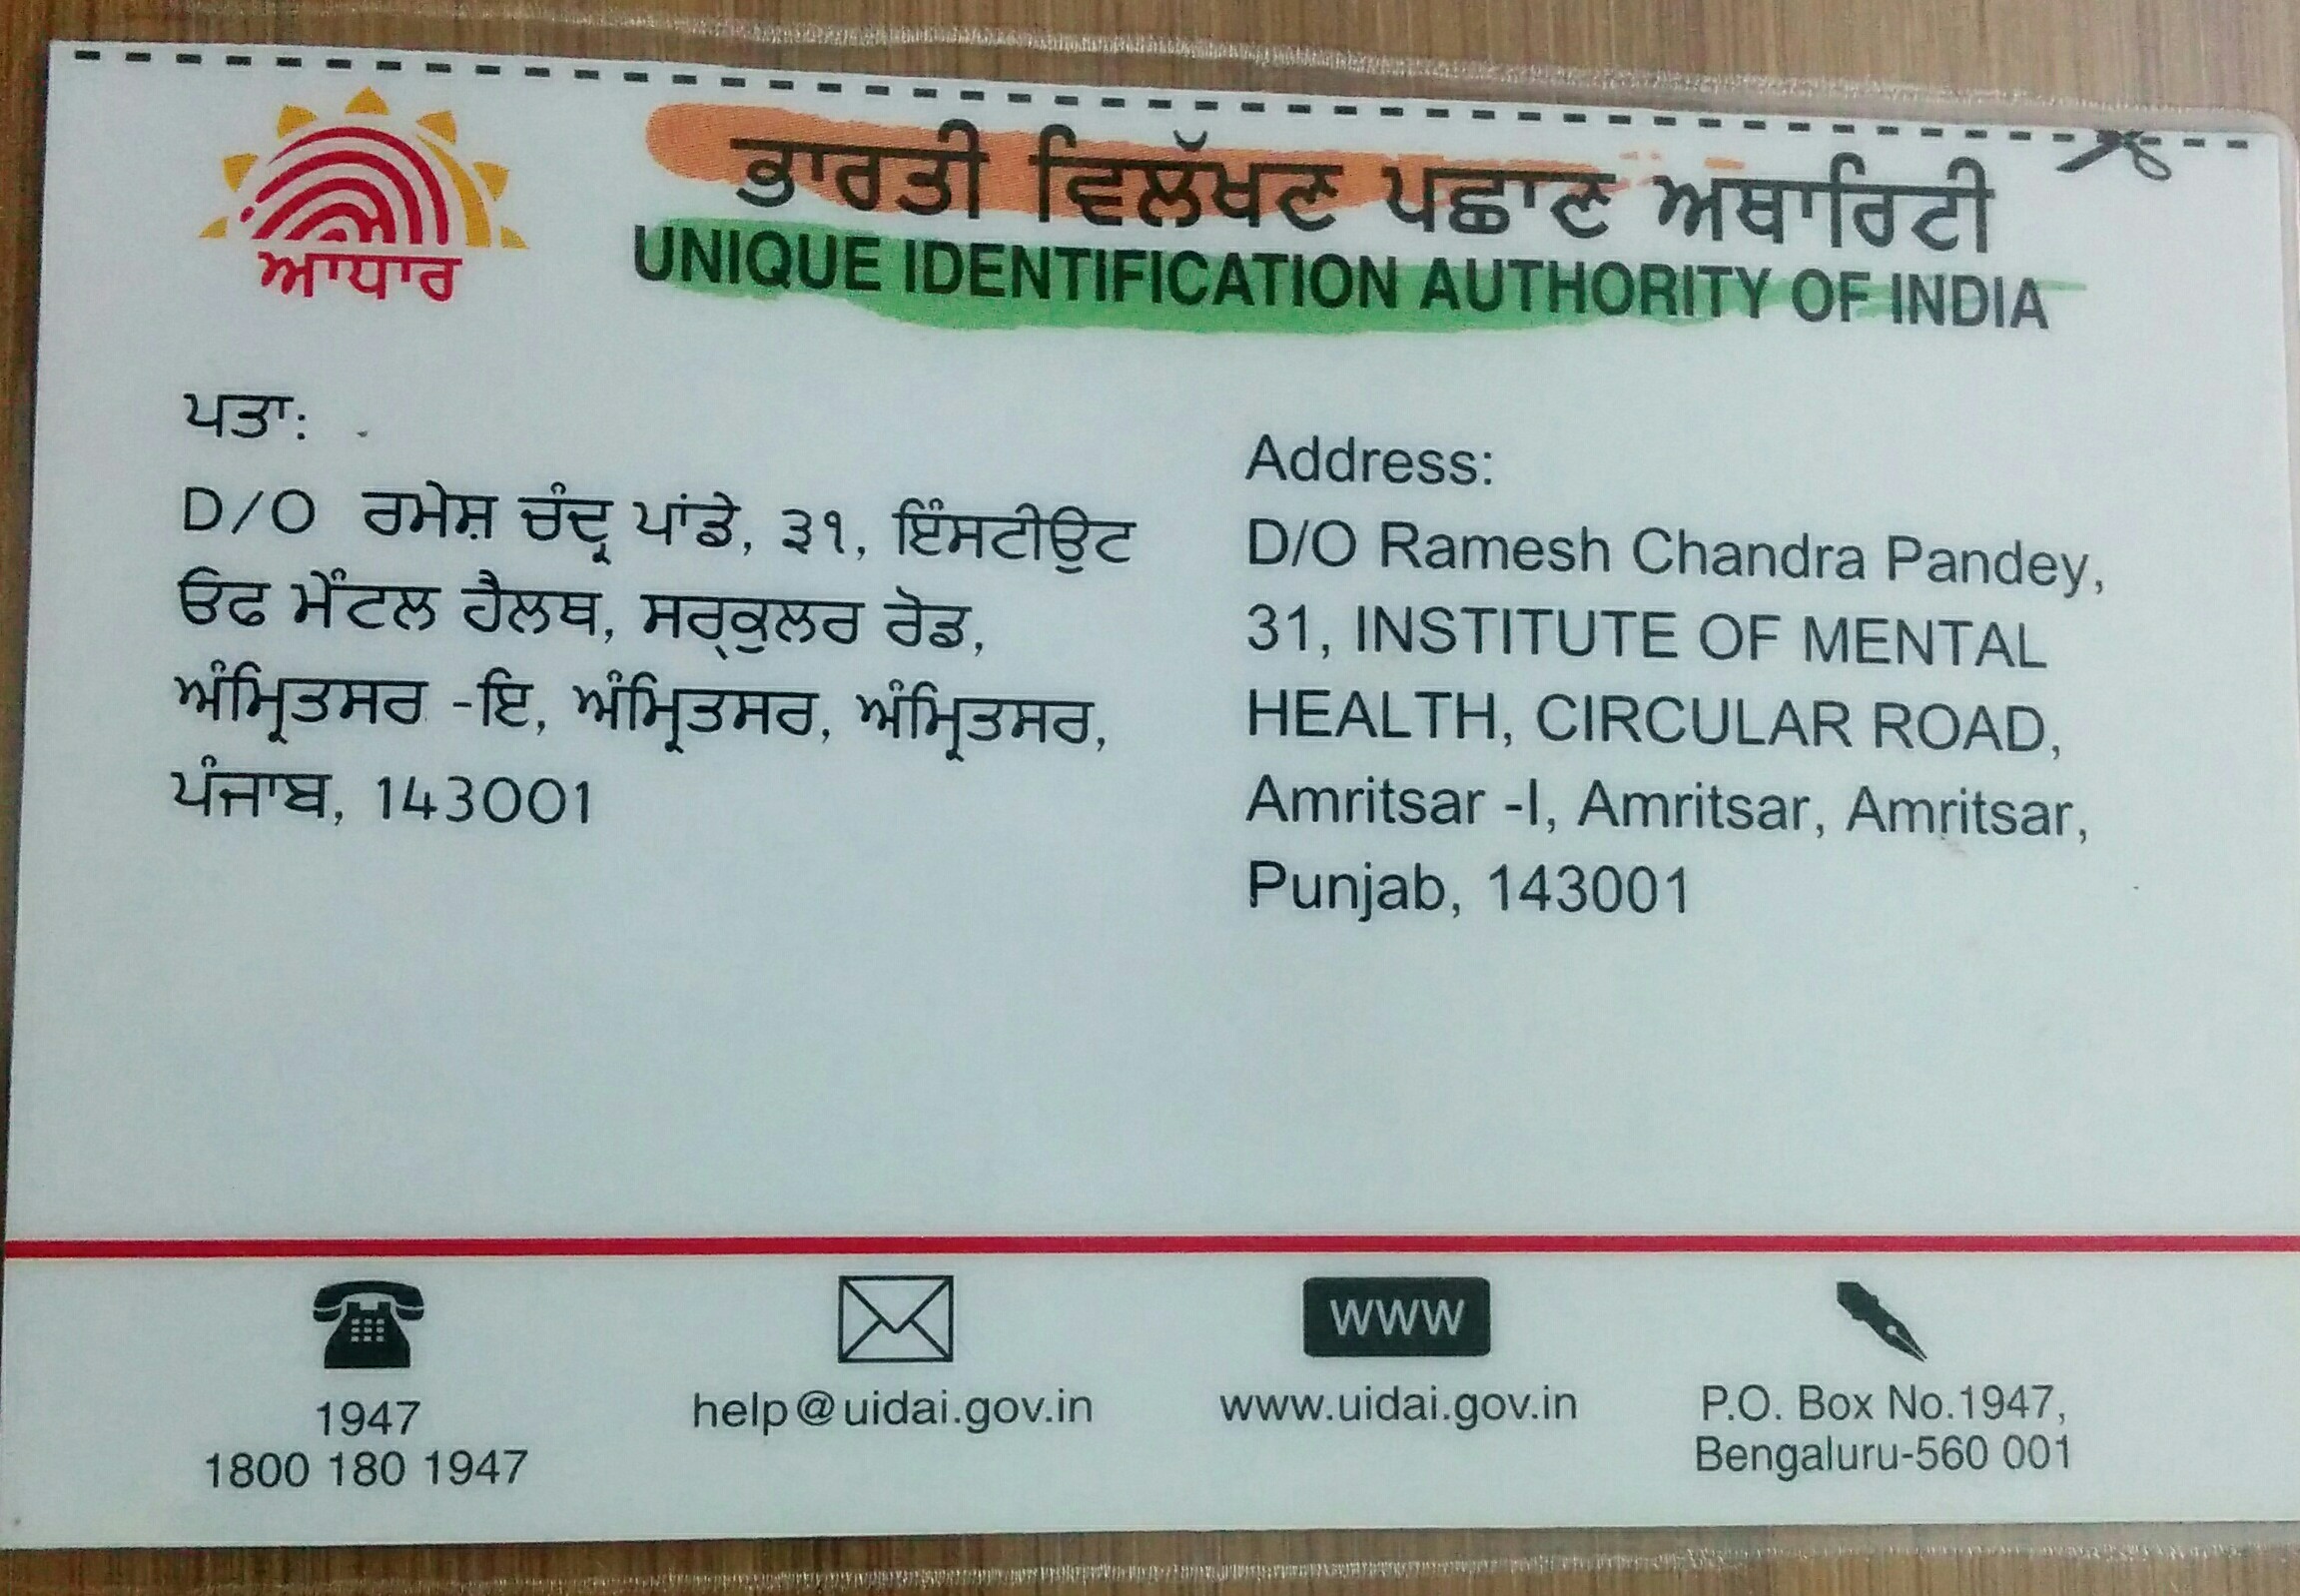 ਆਧਾਰ
ਭਾਰਤੀ ਵਿਲੱਖਣ ਪਛਾਣ ਅਥਾਰਿਟੀ
UNIQUE IDENTIFICATION AUTHORITY OF INDIA
ਪਤਾ:
D/O ਰਮੇਸ਼ ਚੰਦ੍ਰ ਪਾਂਡੇ, ੩੧, ਇੰਸਟੀਉਟ
ਓਫ ਮੇਂਟਲ ਹੈਲਥ, ਸਰ੍ਕੁਲਰ ਰੋਡ,
ਅੰਮ੍ਰਿਤਸਰ -ਇ, ਅੰਮ੍ਰਿਤਸਰ, ਅੰਮ੍ਰਿਤਸਰ,
ਪੰਜਾਬ, 143001
Address:
D/O Ramesh Chandra Pandey,
31, INSTITUTE OF MENTAL
HEALTH, CIRCULAR ROAD,
Amritsar -I, Amritsar, Amritsar,
Punjab, 143001
1947
1800 180 1947
help@uidai.gov.in
www
www.uidai.gov.in
P.O. Box No.1947,
Bengaluru-560 001